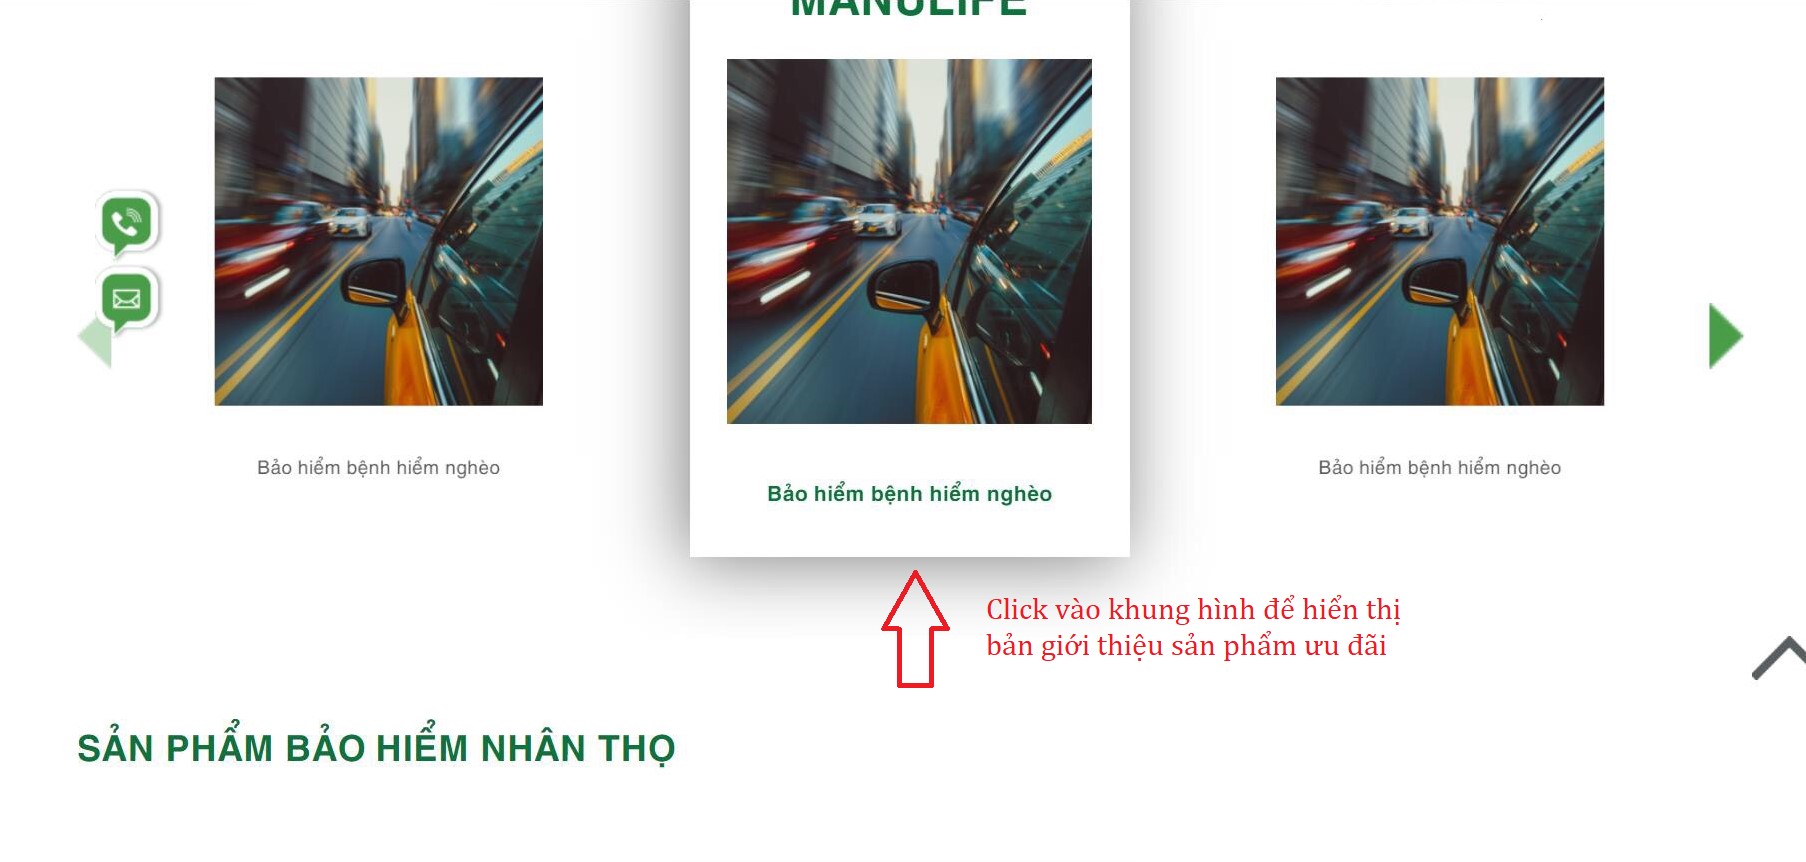 MANULIFE
Bảo hiểm bệnh hiểm nghèo
Bảo hiểm bệnh hiểm nghèo
Bảo hiểm bệnh hiểm nghèo
Click vào khung hình để hiển thị
bản giới thiệu sản phẩm ưu đãi
SẢN PHẨM BẢO HIỂM NHÂN THỌ